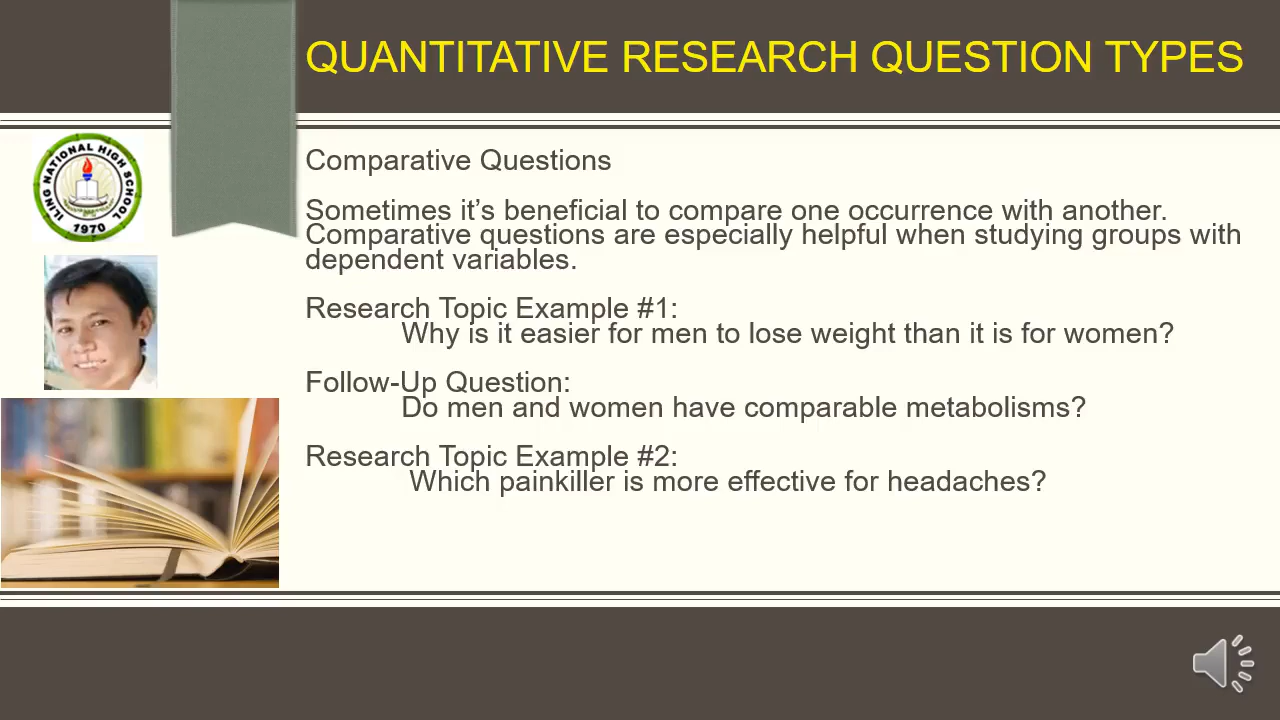 QUANTITATIVE RESEARCH QUESTION TYPES
ILING NATIONAL HIGH SCHOOL
1970
Comparative Questions
Sometimes it’s beneficial to compare one occurrence with another.
Comparative questions are especially helpful when studying groups with
dependent variables.
Research Topic Example #1:
Why is it easier for men to lose weight than it is for women?
Follow-Up Question:
Do men and women have comparable metabolisms?
Research Topic Example #2:
Which painkiller is more effective for headaches?